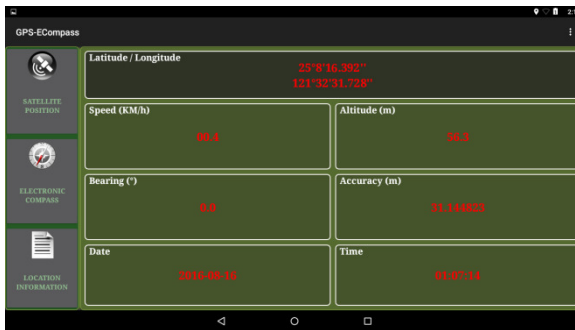 GPS-ECompass
SATELLITE
POSITION
ELECTRONIC
COMPASS
LOCATION
INFORMATION
Latitude / Longitude
25°8'16.392"
121°32'31.728"
Speed (KM/h)
Altitude (m)
Bearing (°)
0.0
Accuracy (m)
Date
Time